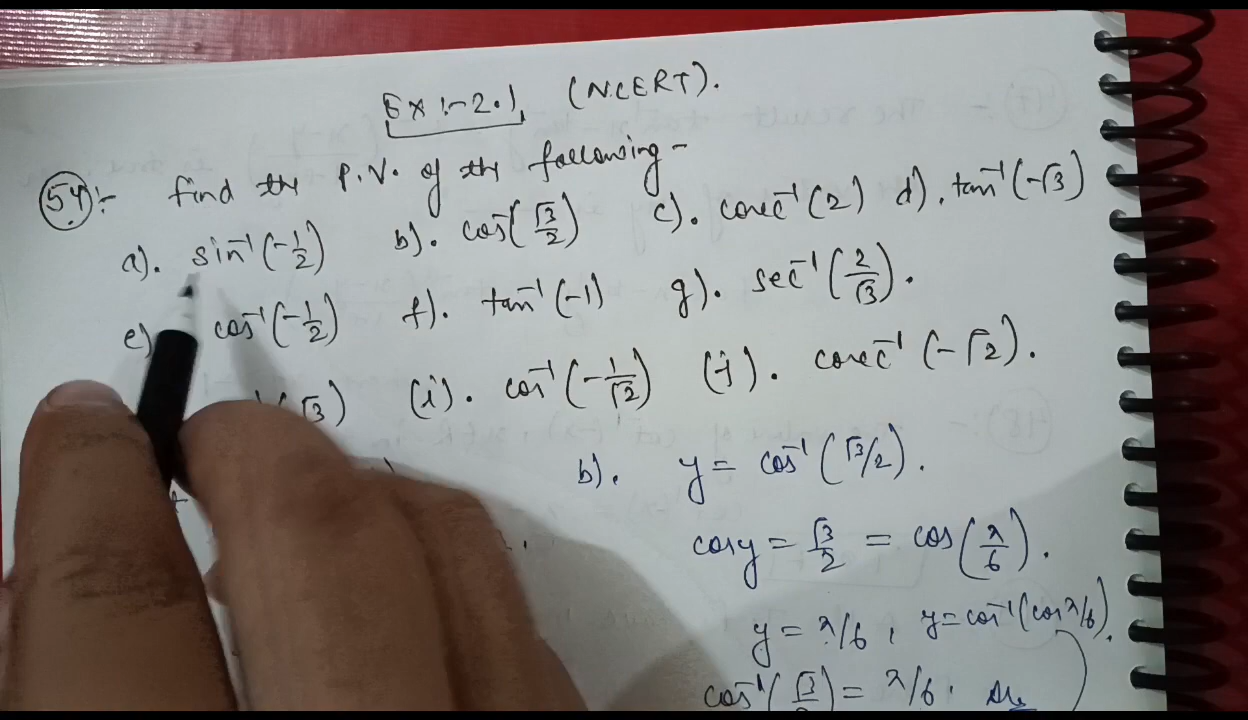 Ex :- 2.1 (NCERT).
54 :- find the P.V. of the following -
a). sin⁻¹(-1/2) b). cos⁻¹(√3/2) c). cosec⁻¹(2) d). tan⁻¹(-√3)
e) cos⁻¹(-1/2) f). tan⁻¹(-1) g). sec⁻¹(2/√3).
√3) (i). cos⁻¹(-1/√2) (j). cosec⁻¹(-√2).
b). y = cos⁻¹(√3/2).
cosy = √3/2 = cos(π/6).
y = π/6, y = cos⁻¹(cos π/6).
cos⁻¹(√3/2) = π/6. Ans